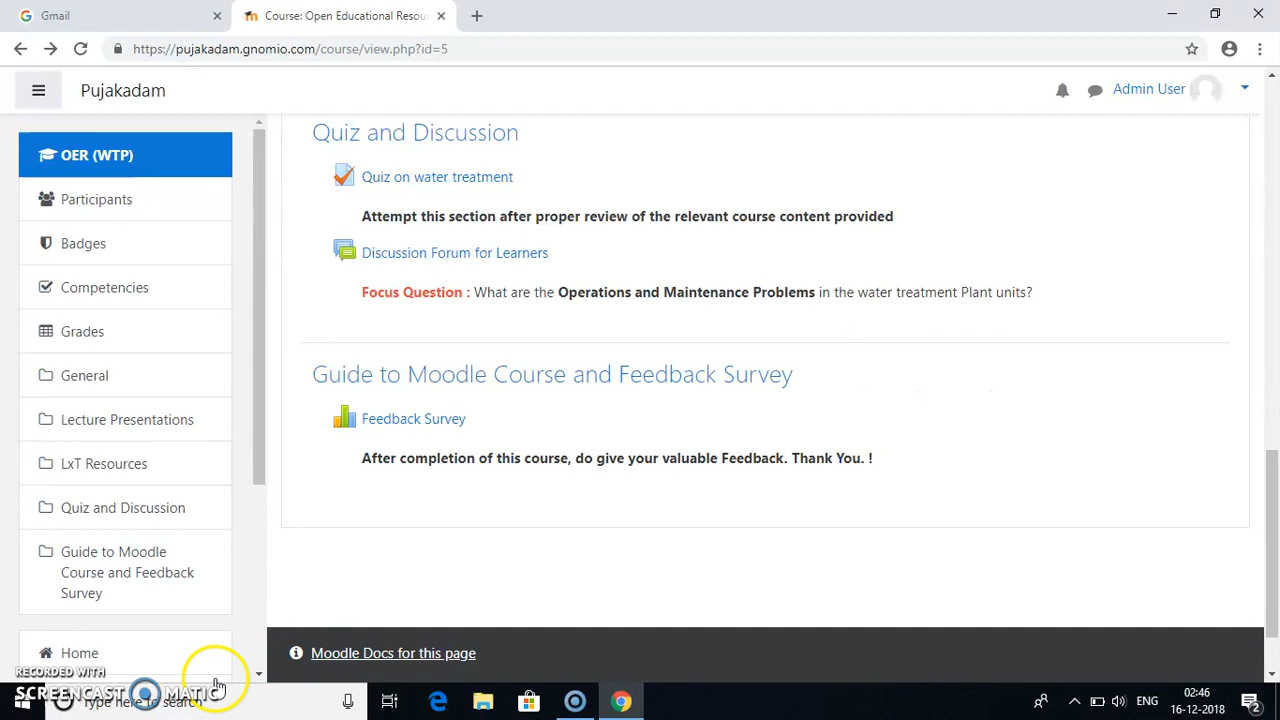 Gmail
Course: Open Educational Resou
https://pujakadam.gnomio.com/course/view.php?id=5
Pujakadam
Admin User
OER (WTP)
Participants
Badges
Competencies
Grades
General
Lecture Presentations
LxT Resources
Quiz and Discussion
Guide to Moodle
Course and Feedback
Survey
Home
Quiz and Discussion
Quiz on water treatment
Attempt this section after proper review of the relevant course content provided
Discussion Forum for Learners
Focus Question : What are the Operations and Maintenance Problems in the water treatment Plant units?
Guide to Moodle Course and Feedback Survey
Feedback Survey
After completion of this course, do give your valuable Feedback. Thank You. !
Moodle Docs for this page
RECORDED WITH
SCREENCAST MATIC
Type here to search
ENG
02:46
16-12-2018
2